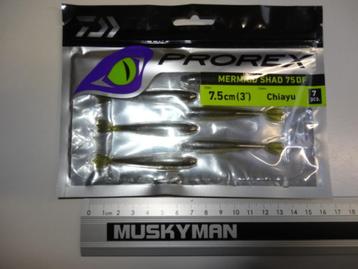 PROREX
MERMAID SHAD 75DF
7.5cm (3")
Chiayu
7
pcs.
0 1cm 2 3 4 5 6 7 8 9 10 11 12 13 14 15 16 17 18
MUSKYMAN